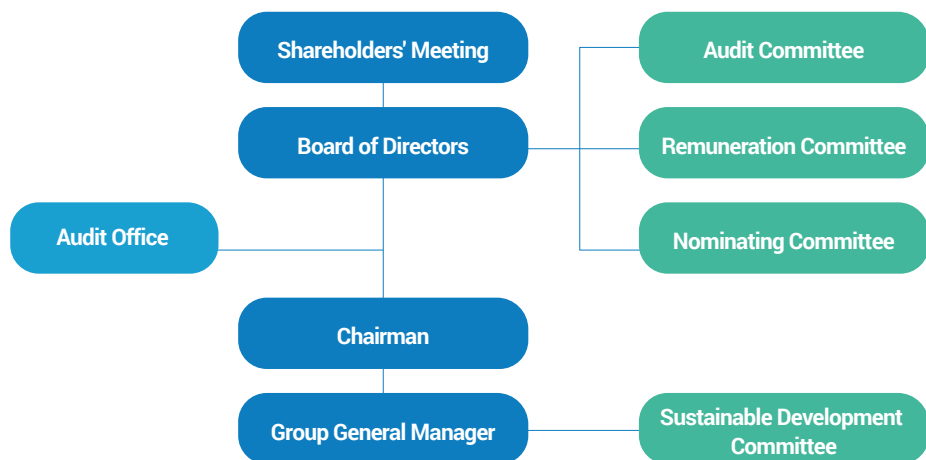 Shareholders' Meeting
Audit Committee
Board of Directors
Remuneration Committee
Audit Office
Nominating Committee
Chairman
Group General Manager
Sustainable Development
Committee